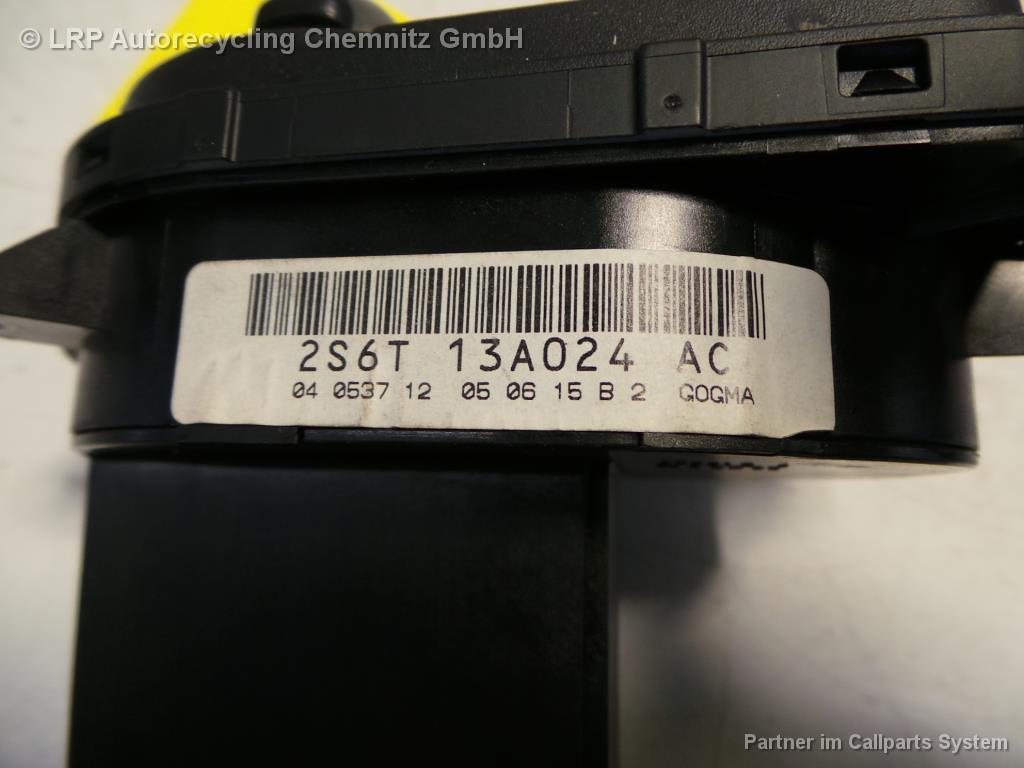 © LRP Autorecycling Chemnitz GmbH
2S6T 13A024 AC
04 0537 12 05 06 15 B 2 GOGMA
Partner im Callparts System